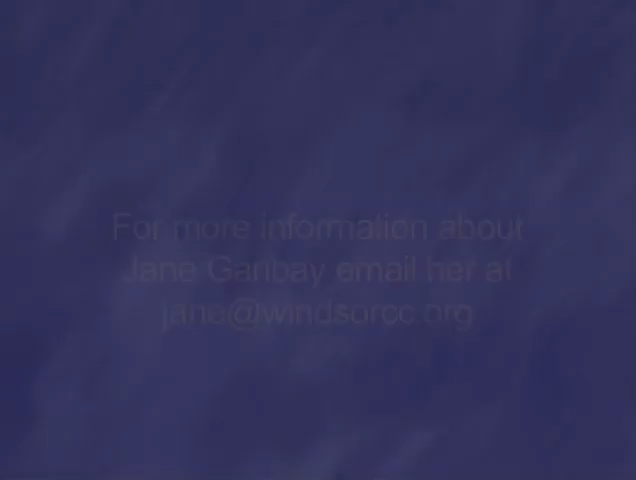 For more information about
Jane Garibay email her at
jane@windsorcc.org